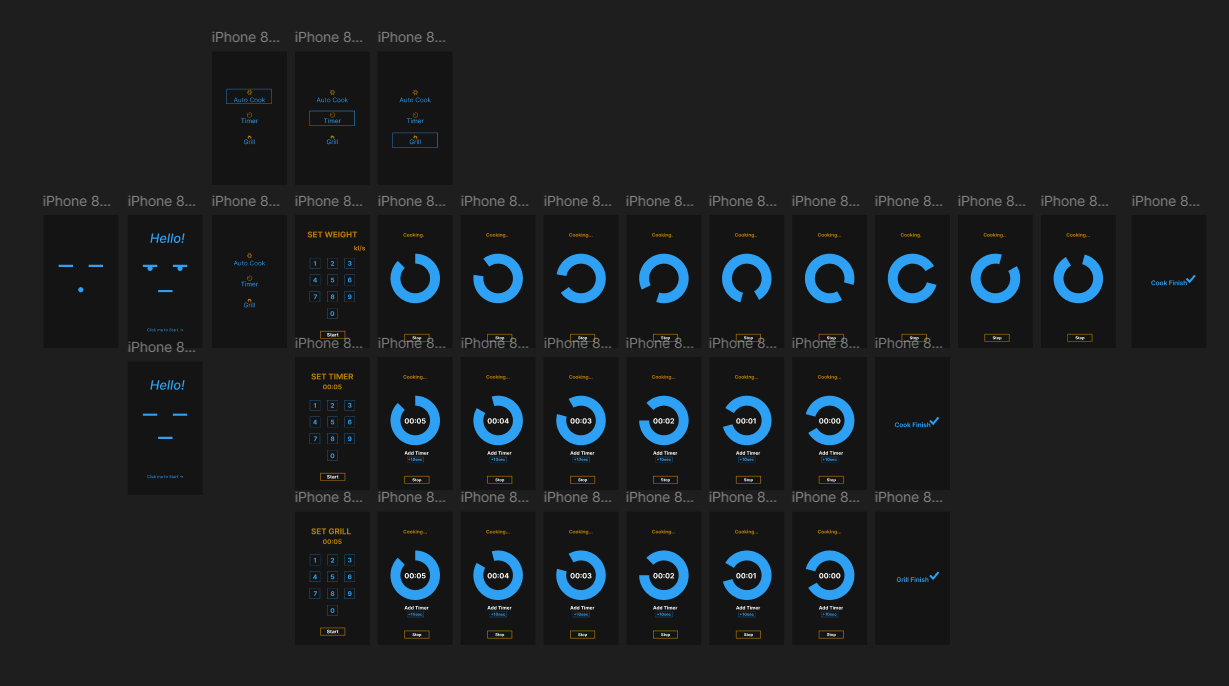 iPhone 8... iPhone 8... iPhone 8...
Auto Cook Auto Cook Auto Cook
Timer Timer Timer
Grill Grill Grill
iPhone 8... iPhone 8... iPhone 8... iPhone 8... iPhone 8... iPhone 8... iPhone 8... iPhone 8... iPhone 8... iPhone 8... iPhone 8... iPhone 8... iPhone 8... iPhone 8...
Hello!
Click me to Start ->
Auto Cook
Timer
Grill
SET WEIGHT
kl/s
1 2 3
4 5 6
7 8 9
0
Start
Cooking. Cooking.. Cooking... Cooking. Cooking.. Cooking... Cooking. Cooking.. Cooking...
Stop Stop Stop Stop Stop Stop Stop Stop Stop
Cook Finish
iPhone 8... iPhone 8... iPhone 8... iPhone 8... iPhone 8... iPhone 8... iPhone 8... iPhone 8... iPhone 8...
Hello!
Click me to Start ->
SET TIMER
00:05
1 2 3
4 5 6
7 8 9
0
Start
Cooking... Cooking... Cooking... Cooking... Cooking... Cooking...
00:05 00:04 00:03 00:02 00:01 00:00
Add Timer Add Timer Add Timer Add Timer Add Timer Add Timer
+10sec +10sec +10sec +10sec +10sec +10sec
Stop Stop Stop Stop Stop Stop
Cook Finish
iPhone 8... iPhone 8... iPhone 8... iPhone 8... iPhone 8... iPhone 8... iPhone 8... iPhone 8...
SET GRILL
00:05
1 2 3
4 5 6
7 8 9
0
Start
Cooking... Cooking... Cooking... Cooking... Cooking... Cooking...
00:05 00:04 00:03 00:02 00:01 00:00
Add Timer Add Timer Add Timer Add Timer Add Timer Add Timer
+10sec +10sec +10sec +10sec +10sec +10sec
Stop Stop Stop Stop Stop Stop
Grill Finish